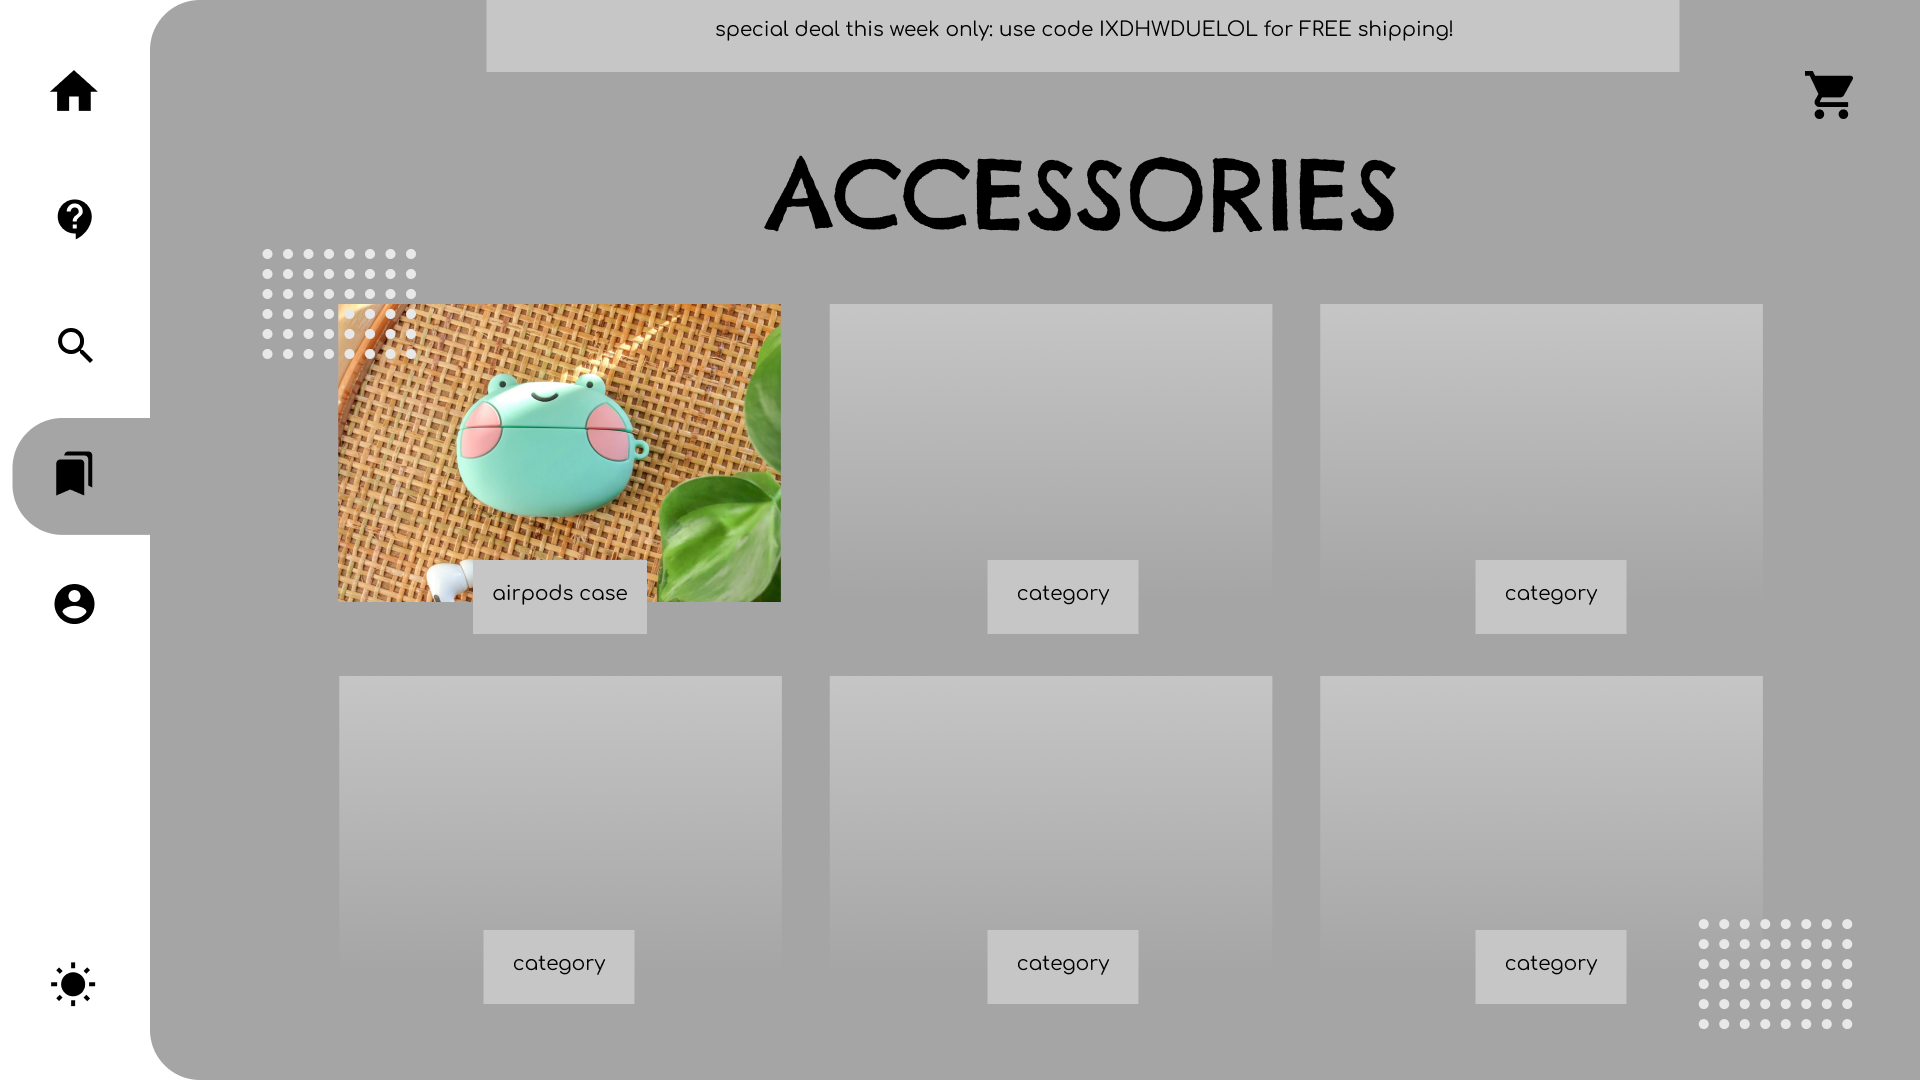 special deal this week only: use code IXDHWDUELOL for FREE shipping!
ACCESSORIES
airpods case
category
category
category
category
category